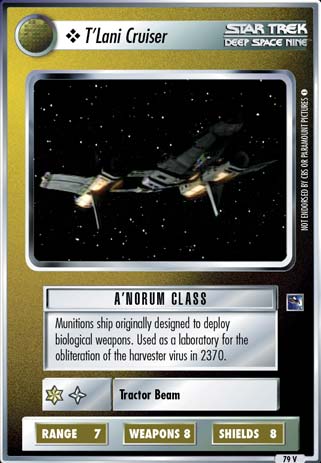 ❖ T'Lani Cruiser
STAR TREK
DEEP SPACE NINE
NOT ENDORSED BY CBS OR PARAMOUNT PICTURES
A'NORUM CLASS
Munitions ship originally designed to deploy
biological weapons. Used as a laboratory for the
obliteration of the harvester virus in 2370.
Tractor Beam
RANGE 7 WEAPONS 8 SHIELDS 8
79 V